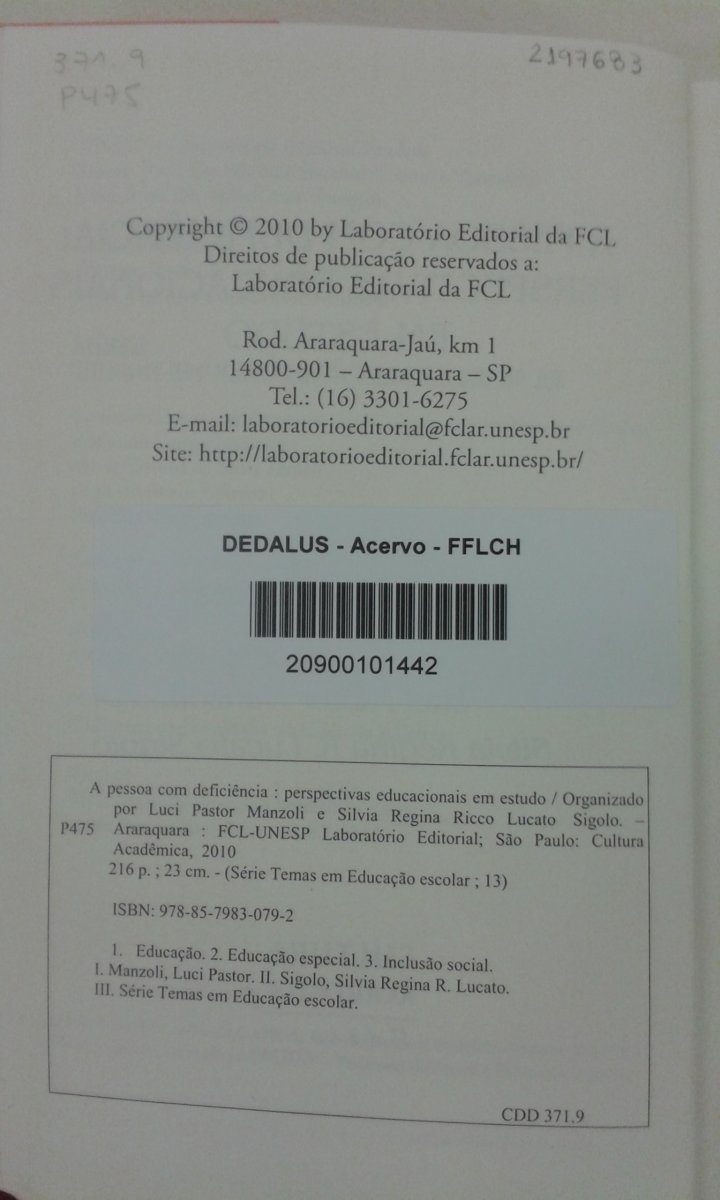 371.9
P475
2197683
Copyright © 2010 by Laboratório Editorial da FCL
Direitos de publicação reservados a:
Laboratório Editorial da FCL
Rod. Araraquara-Jaú, km 1
14800-901 – Araraquara – SP
Tel.: (16) 3301-6275
E-mail: laboratorioeditorial@fclar.unesp.br
Site: http://laboratorioeditorial.fclar.unesp.br/
DEDALUS - Acervo - FFLCH
20900101442
A pessoa com deficiência : perspectivas educacionais em estudo / Organizado
por Luci Pastor Manzoli e Silvia Regina Ricco Lucato Sigolo. –
P475 Araraquara : FCL-UNESP Laboratório Editorial; São Paulo: Cultura
Acadêmica, 2010
216 p. ; 23 cm. - (Série Temas em Educação escolar ; 13)
ISBN: 978-85-7983-079-2
1. Educação. 2. Educação especial. 3. Inclusão social.
I. Manzoli, Luci Pastor. II. Sigolo, Silvia Regina R. Lucato.
III. Série Temas em Educação escolar.
CDD 371.9